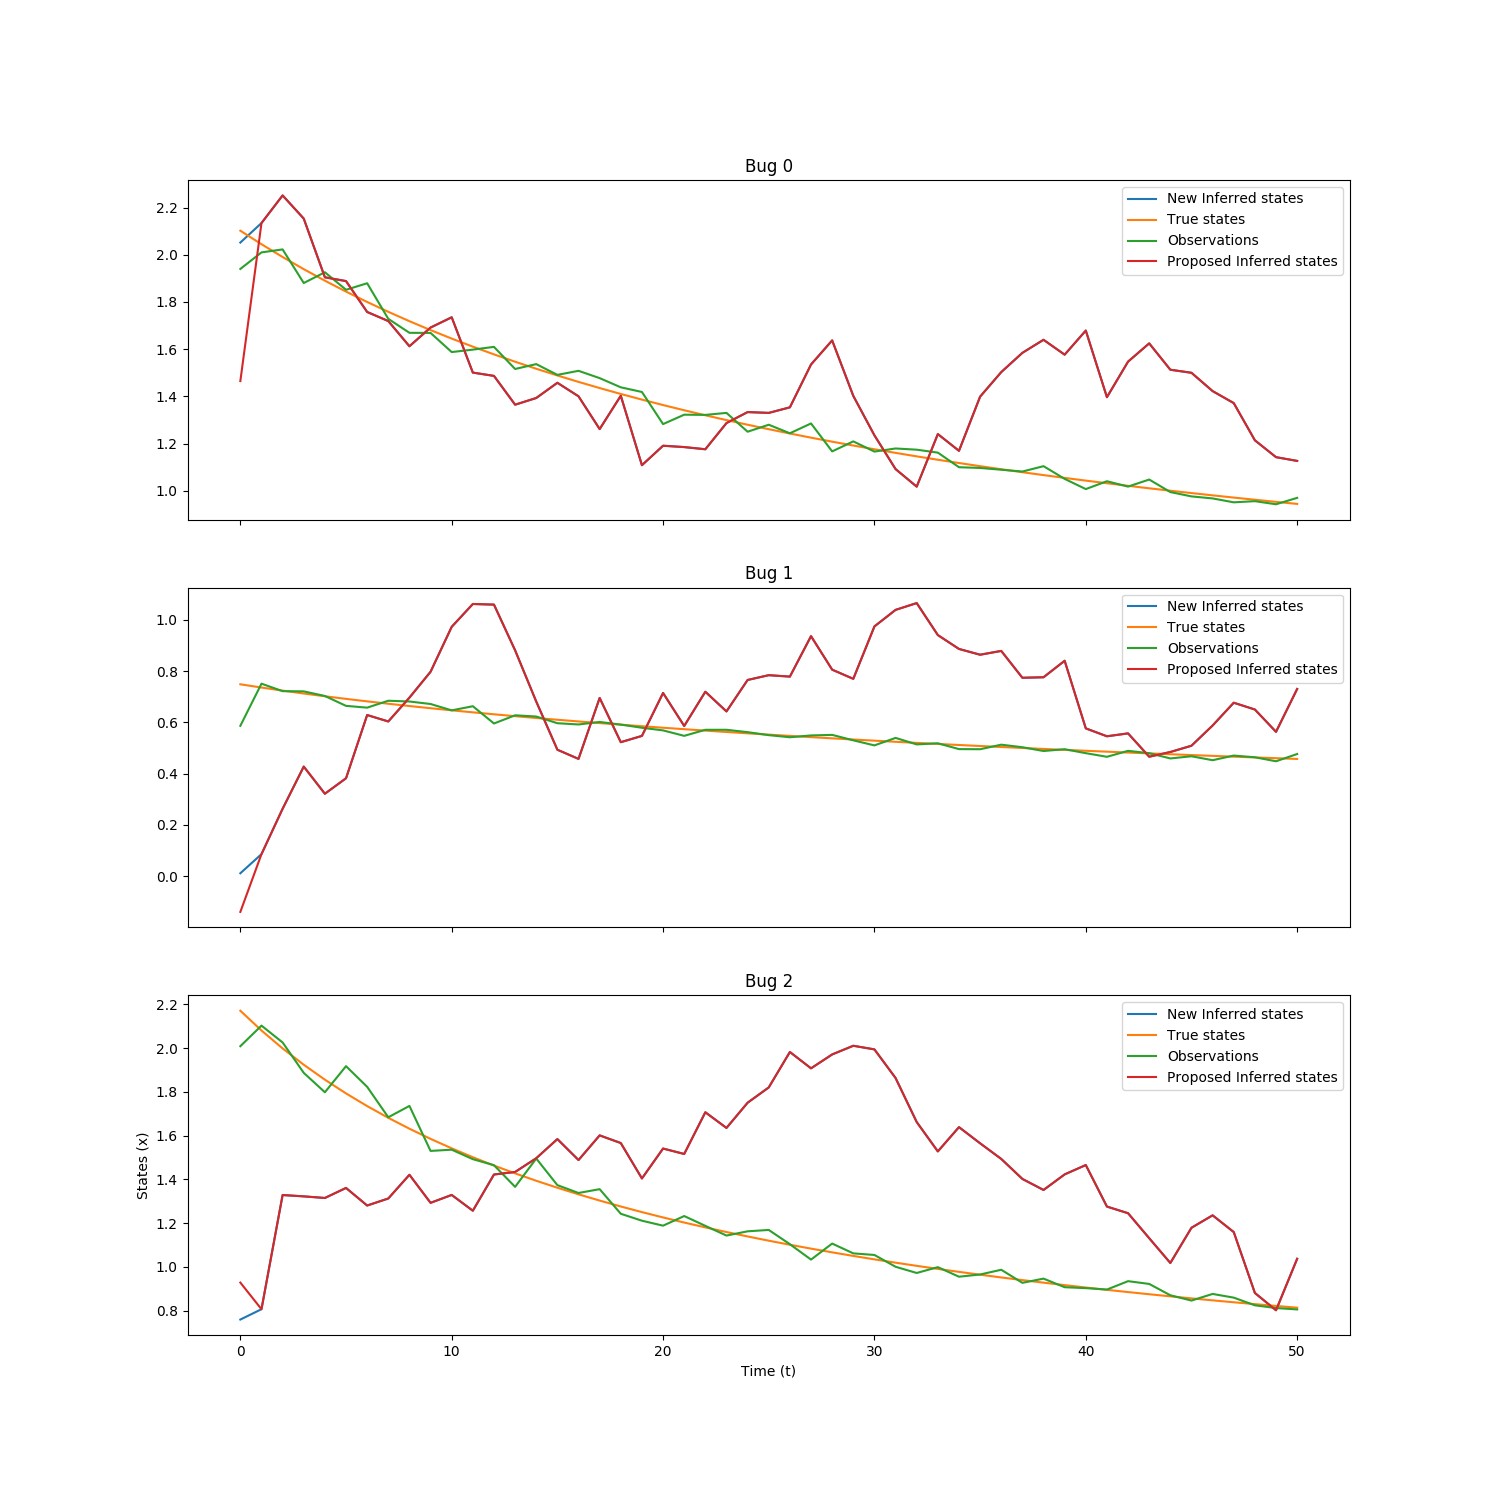 Bug 0
2.2
2.0
1.8
1.6
1.4
1.2
1.0
New Inferred states
True states
Observations
Proposed Inferred states
Bug 1
1.0
0.8
0.6
0.4
0.2
0.0
New Inferred states
True states
Observations
Proposed Inferred states
Bug 2
States (x)
2.2
2.0
1.8
1.6
1.4
1.2
1.0
0.8
New Inferred states
True states
Observations
Proposed Inferred states
0 10 20 30 40 50
Time (t)